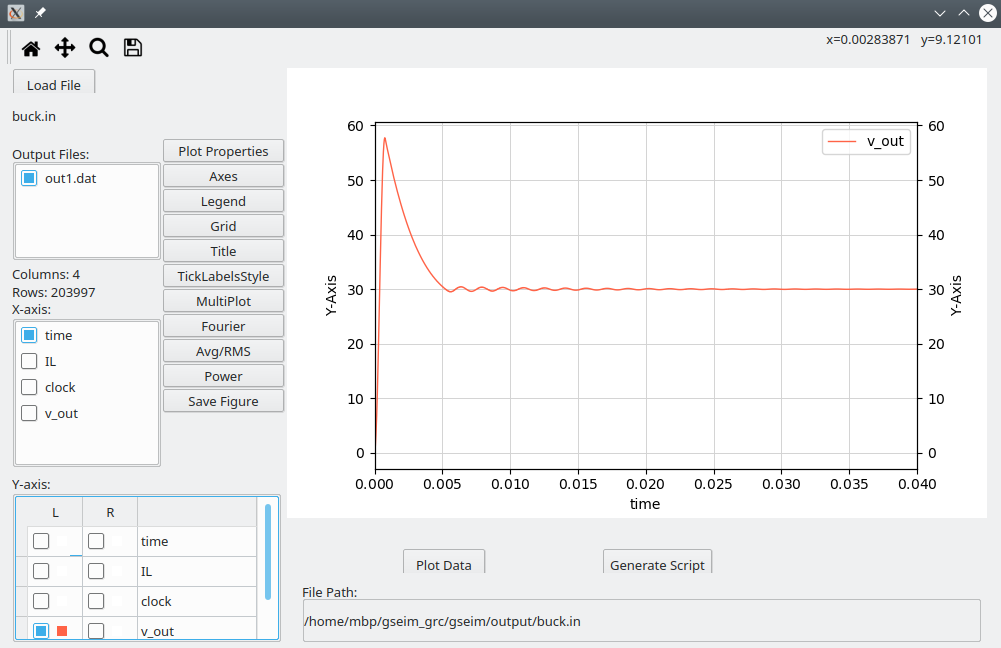 x=0.00283871 y=9.12101
Load File
buck.in
Output Files:
out1.dat
Columns: 4
Rows: 203997
X-axis:
time
IL
clock
v_out
Y-axis:
L R
time
IL
clock
v_out
Plot Properties
Axes
Legend
Grid
Title
TickLabelsStyle
MultiPlot
Fourier
Avg/RMS
Power
Save Figure
v_out
60
50
40
30
20
10
0
Y-Axis
60
50
40
30
20
10
0
Y-Axis
0.000 0.005 0.010 0.015 0.020 0.025 0.030 0.035 0.040
time
Plot Data
Generate Script
File Path:
/home/mbp/gseim_grc/gseim/output/buck.in